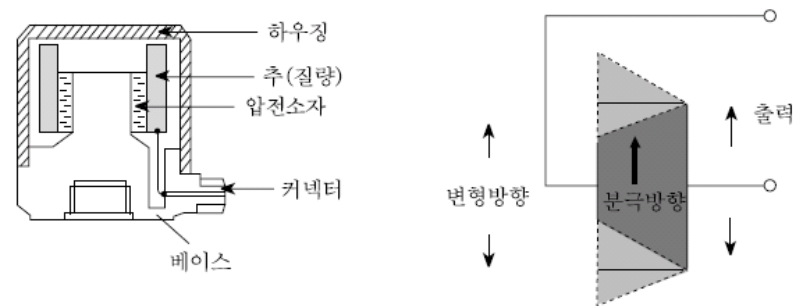 하우징
추(질량)
압전소자
커넥터
베이스
변형방향
분극방향
출력